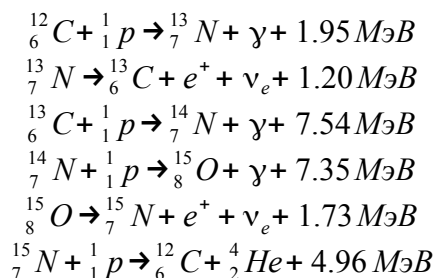 ¹²₆C + ¹₁p → ¹³₇N + γ + 1.95 МэВ
¹³₇N → ¹³₆C + e⁺ + νₑ + 1.20 МэВ
¹³₆C + ¹₁p → ¹⁴₇N + γ + 7.54 МэВ
¹⁴₇N + ¹₁p → ¹⁵₈O + γ + 7.35 МэВ
¹⁵₈O → ¹⁵₇N + e⁺ + νₑ + 1.73 МэВ
¹⁵₇N + ¹₁p → ¹²₆C + ⁴₂He + 4.96 МэВ